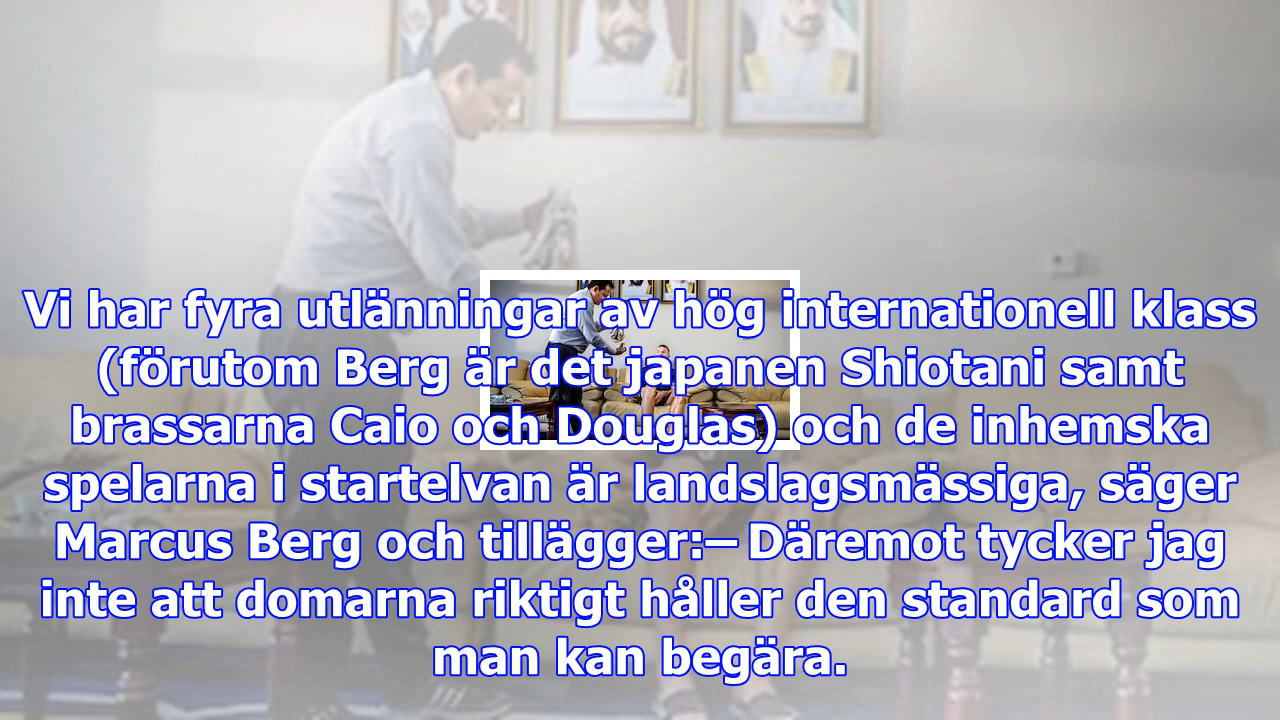 Vi har fyra utlänningar av hög internationell klass
(förutom Berg är det japanen Shiotani samt
brassarna Caio och Douglas) och de inhemska
spelarna i startelvan är landslagsmässiga, säger
Marcus Berg och tillägger:– Däremot tycker jag
inte att domarna riktigt håller den standard som
man kan begära.